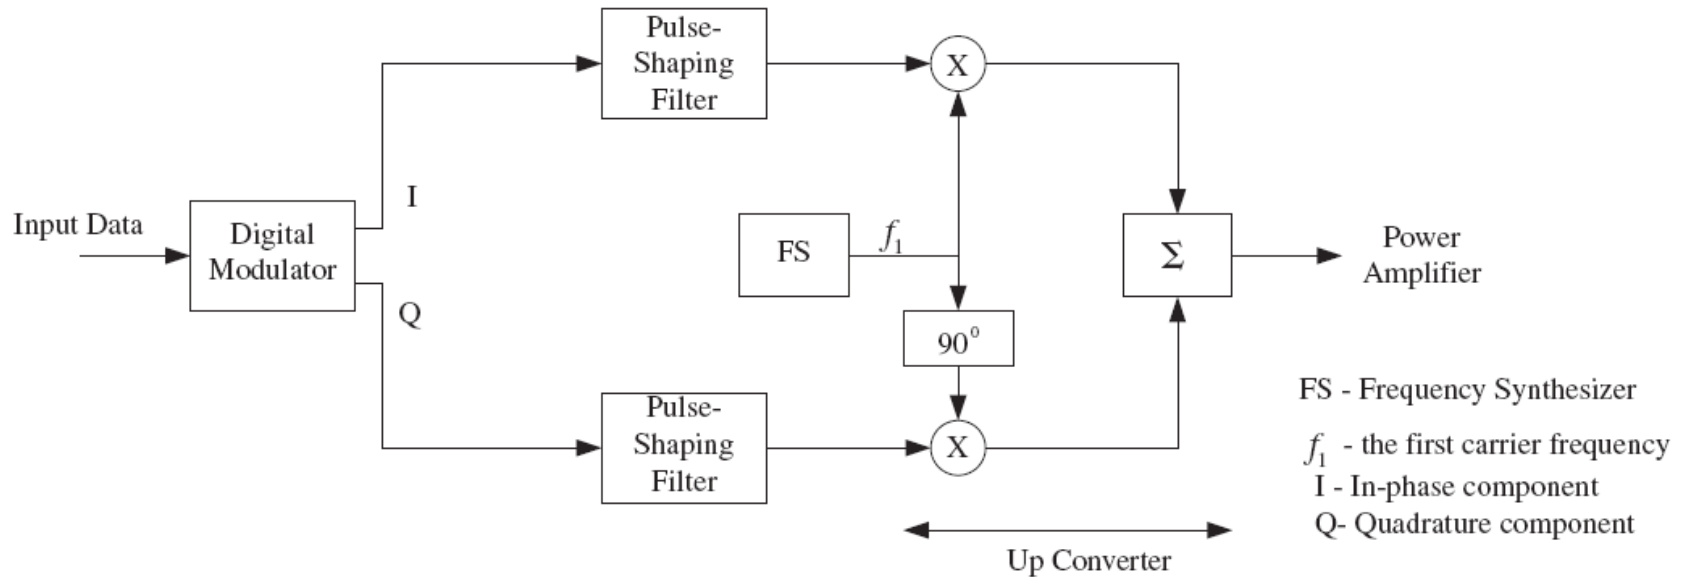 Pulse-
Shaping
Filter
X
I
Input Data
Digital
Modulator
FS
f₁
Σ
Power
Amplifier
Q
90°
Pulse-
Shaping
Filter
X
FS - Frequency Synthesizer
f₁ - the first carrier frequency
I - In-phase component
Q- Quadrature component
Up Converter